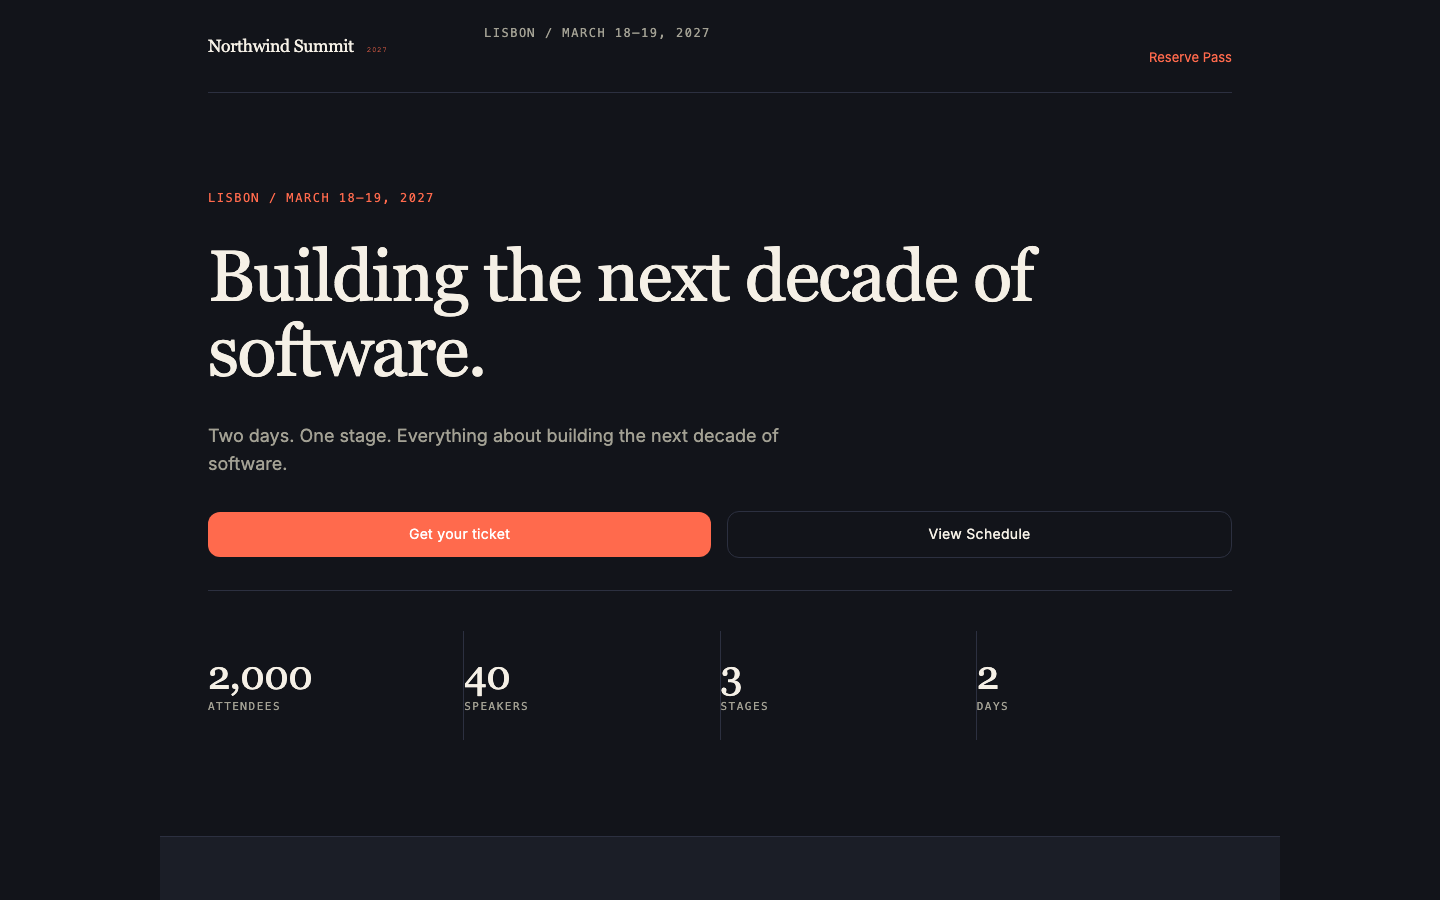 Northwind Summit 2027
LISBON / MARCH 18–19, 2027
Reserve Pass
LISBON / MARCH 18–19, 2027
Building the next decade of
software.
Two days. One stage. Everything about building the next decade of
software.
Get your ticket
View Schedule
2,000
ATTENDEES
40
SPEAKERS
3
STAGES
2
DAYS